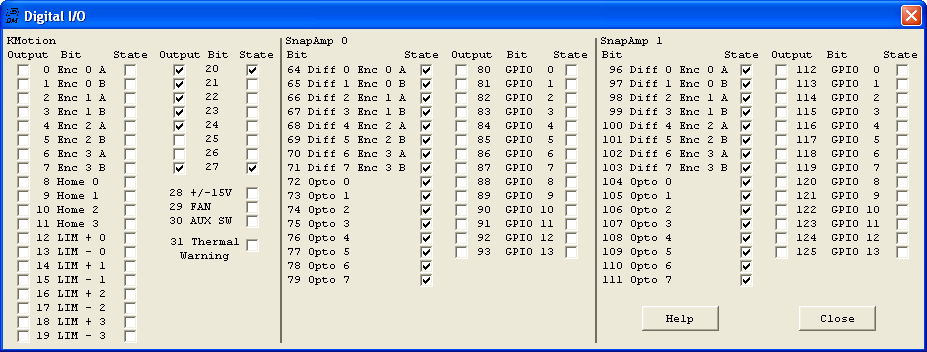 Digital I/O
KMotion
Output Bit State
0 Enc 0 A
1 Enc 0 B
2 Enc 1 A
3 Enc 1 B
4 Enc 2 A
5 Enc 2 B
6 Enc 3 A
7 Enc 3 B
8 Home 0
9 Home 1
10 Home 2
11 Home 3
12 LIM + 0
13 LIM - 0
14 LIM + 1
15 LIM - 1
16 LIM + 2
17 LIM - 2
18 LIM + 3
19 LIM - 3
Output Bit State
20
21
22
23
24
25
26
27
28 +/-15V
29 FAN
30 AUX SW
31 Thermal
Warning
SnapAmp 0
Bit State
64 Diff 0 Enc 0 A
65 Diff 1 Enc 0 B
66 Diff 2 Enc 1 A
67 Diff 3 Enc 1 B
68 Diff 4 Enc 2 A
69 Diff 5 Enc 2 B
70 Diff 6 Enc 3 A
71 Diff 7 Enc 3 B
72 Opto 0
73 Opto 1
74 Opto 2
75 Opto 3
76 Opto 4
77 Opto 5
78 Opto 6
79 Opto 7
Output Bit State
80 GPIO 0
81 GPIO 1
82 GPIO 2
83 GPIO 3
84 GPIO 4
85 GPIO 5
86 GPIO 6
87 GPIO 7
88 GPIO 8
89 GPIO 9
90 GPIO 10
91 GPIO 11
92 GPIO 12
93 GPIO 13
SnapAmp 1
Bit State
96 Diff 0 Enc 0 A
97 Diff 1 Enc 0 B
98 Diff 2 Enc 1 A
99 Diff 3 Enc 1 B
100 Diff 4 Enc 2 A
101 Diff 5 Enc 2 B
102 Diff 6 Enc 3 A
103 Diff 7 Enc 3 B
104 Opto 0
105 Opto 1
106 Opto 2
107 Opto 3
108 Opto 4
109 Opto 5
110 Opto 6
111 Opto 7
Output Bit State
112 GPIO 0
113 GPIO 1
114 GPIO 2
115 GPIO 3
116 GPIO 4
117 GPIO 5
118 GPIO 6
119 GPIO 7
120 GPIO 8
121 GPIO 9
122 GPIO 10
123 GPIO 11
124 GPIO 12
125 GPIO 13
Help
Close